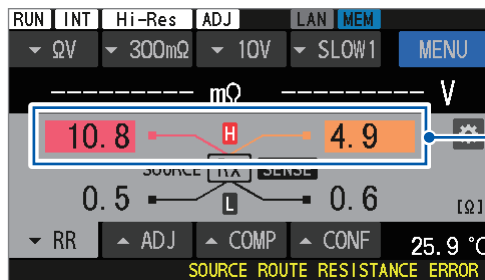 RUN INT Hi-Res ADJ LAN MEM
ΩV 300mΩ 10V SLOW1 MENU
---------- mΩ ---------- V
10.8 H 4.9
SOURCE RX SENSE
0.5 L 0.6 [Ω]
RR ADJ COMP CONF 25.9 °C
SOURCE ROUTE RESISTANCE ERROR